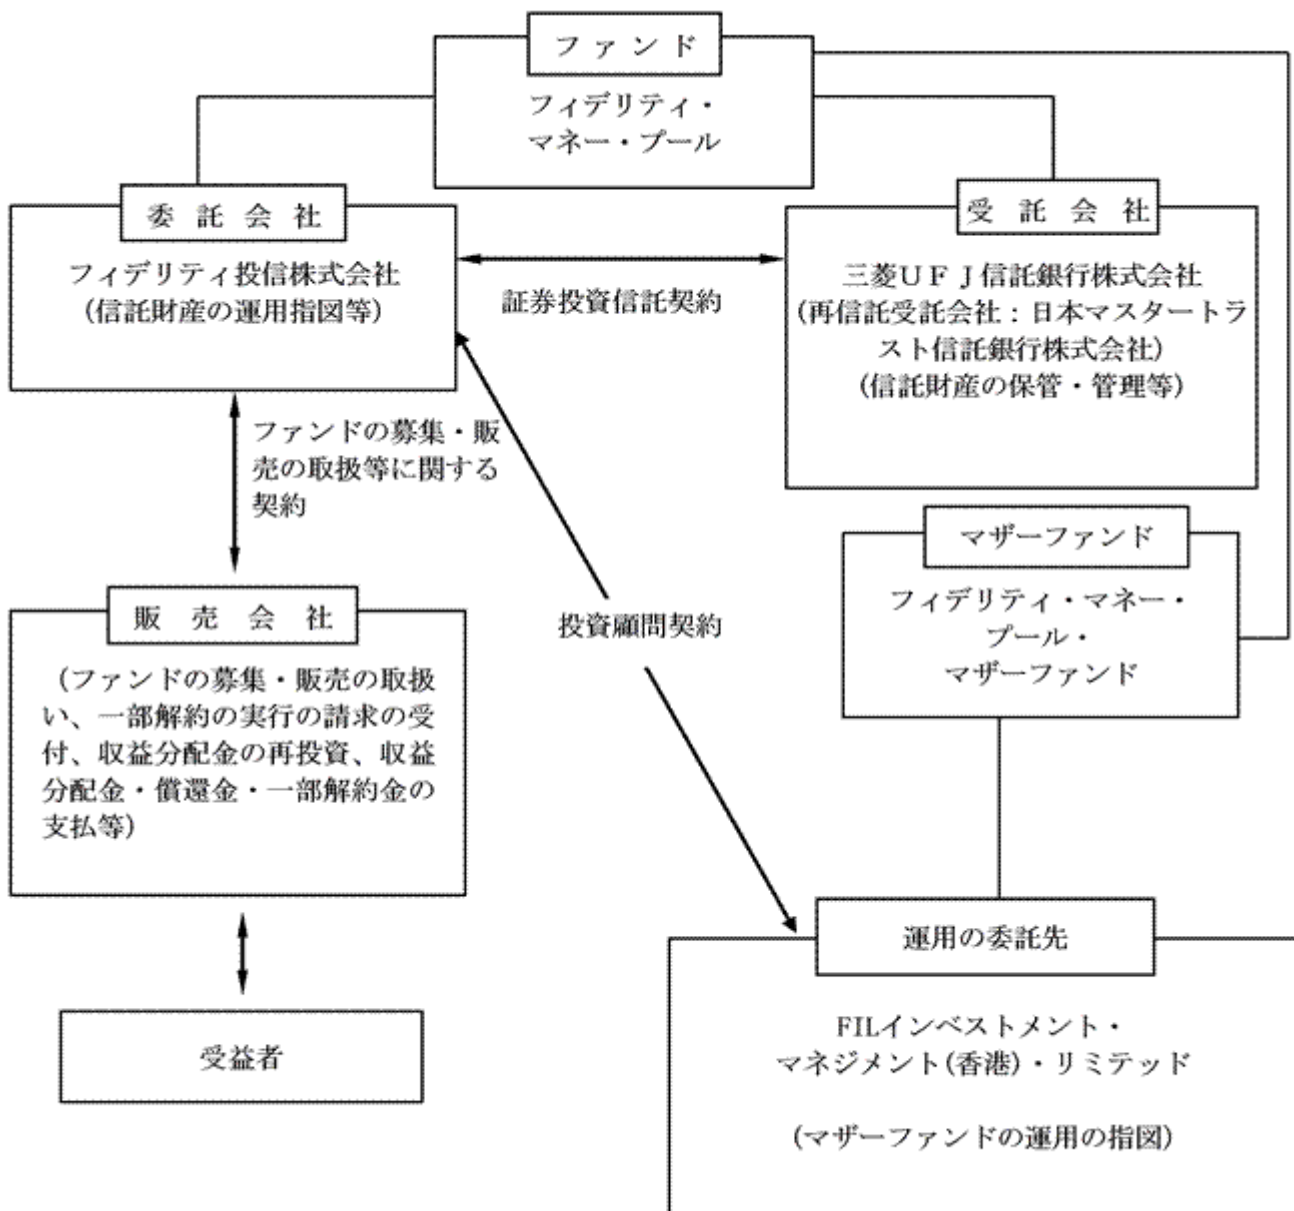 ファンド
フィデリティ・
マネー・プール
委託会社
フィデリティ投信株式会社
(信託財産の運用指図等)
証券投資信託契約
受託会社
三菱UFJ信託銀行株式会社
(再信託受託会社:日本マスタートラ
スト信託銀行株式会社)
(信託財産の保管・管理等)
ファンドの募集・販
売の取扱等に関する
契約
マザーファンド
フィデリティ・マネー・
プール・
マザーファンド
販売会社
(ファンドの募集・販売の取扱
い、一部解約の実行の請求の受
付、収益分配金の再投資、収益
分配金・償還金・一部解約金の
支払等)
投資顧問契約
運用の委託先
FILインベストメント・
マネジメント(香港)・リミテッド
(マザーファンドの運用の指図)
受益者